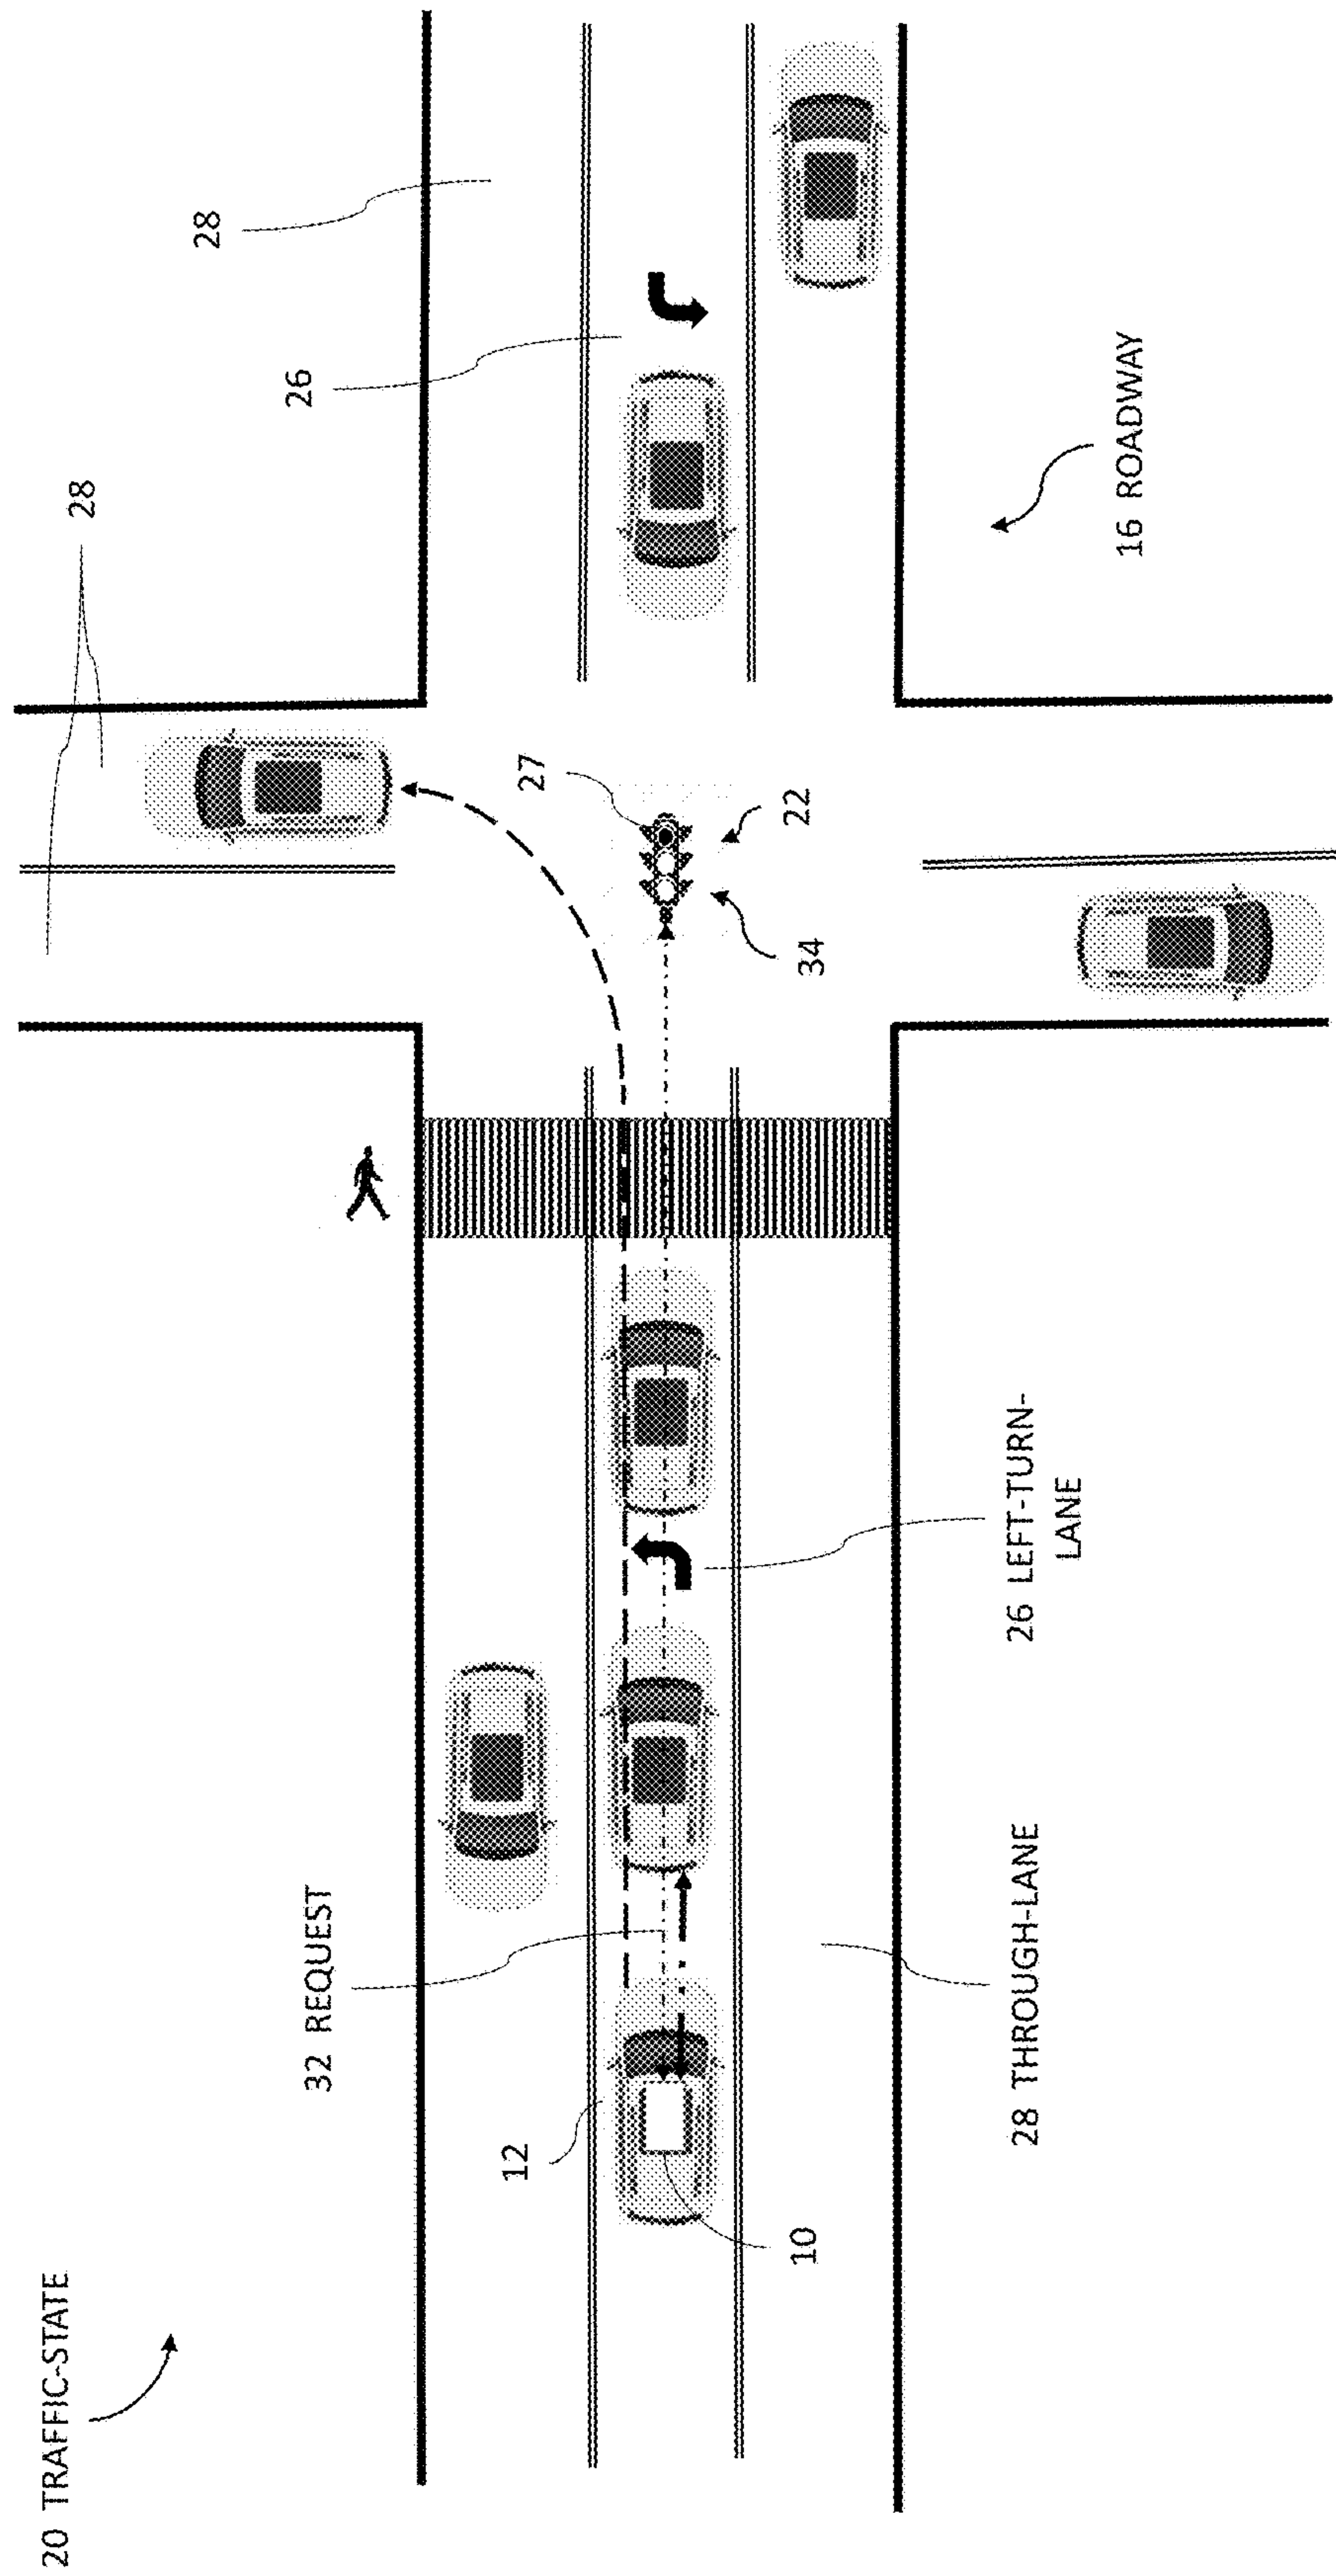 20 TRAFFIC-STATE
28
28
26
32 REQUEST
12
27
10
34
22
16 ROADWAY
28 THROUGH-LANE
26 LEFT-TURN-
LANE